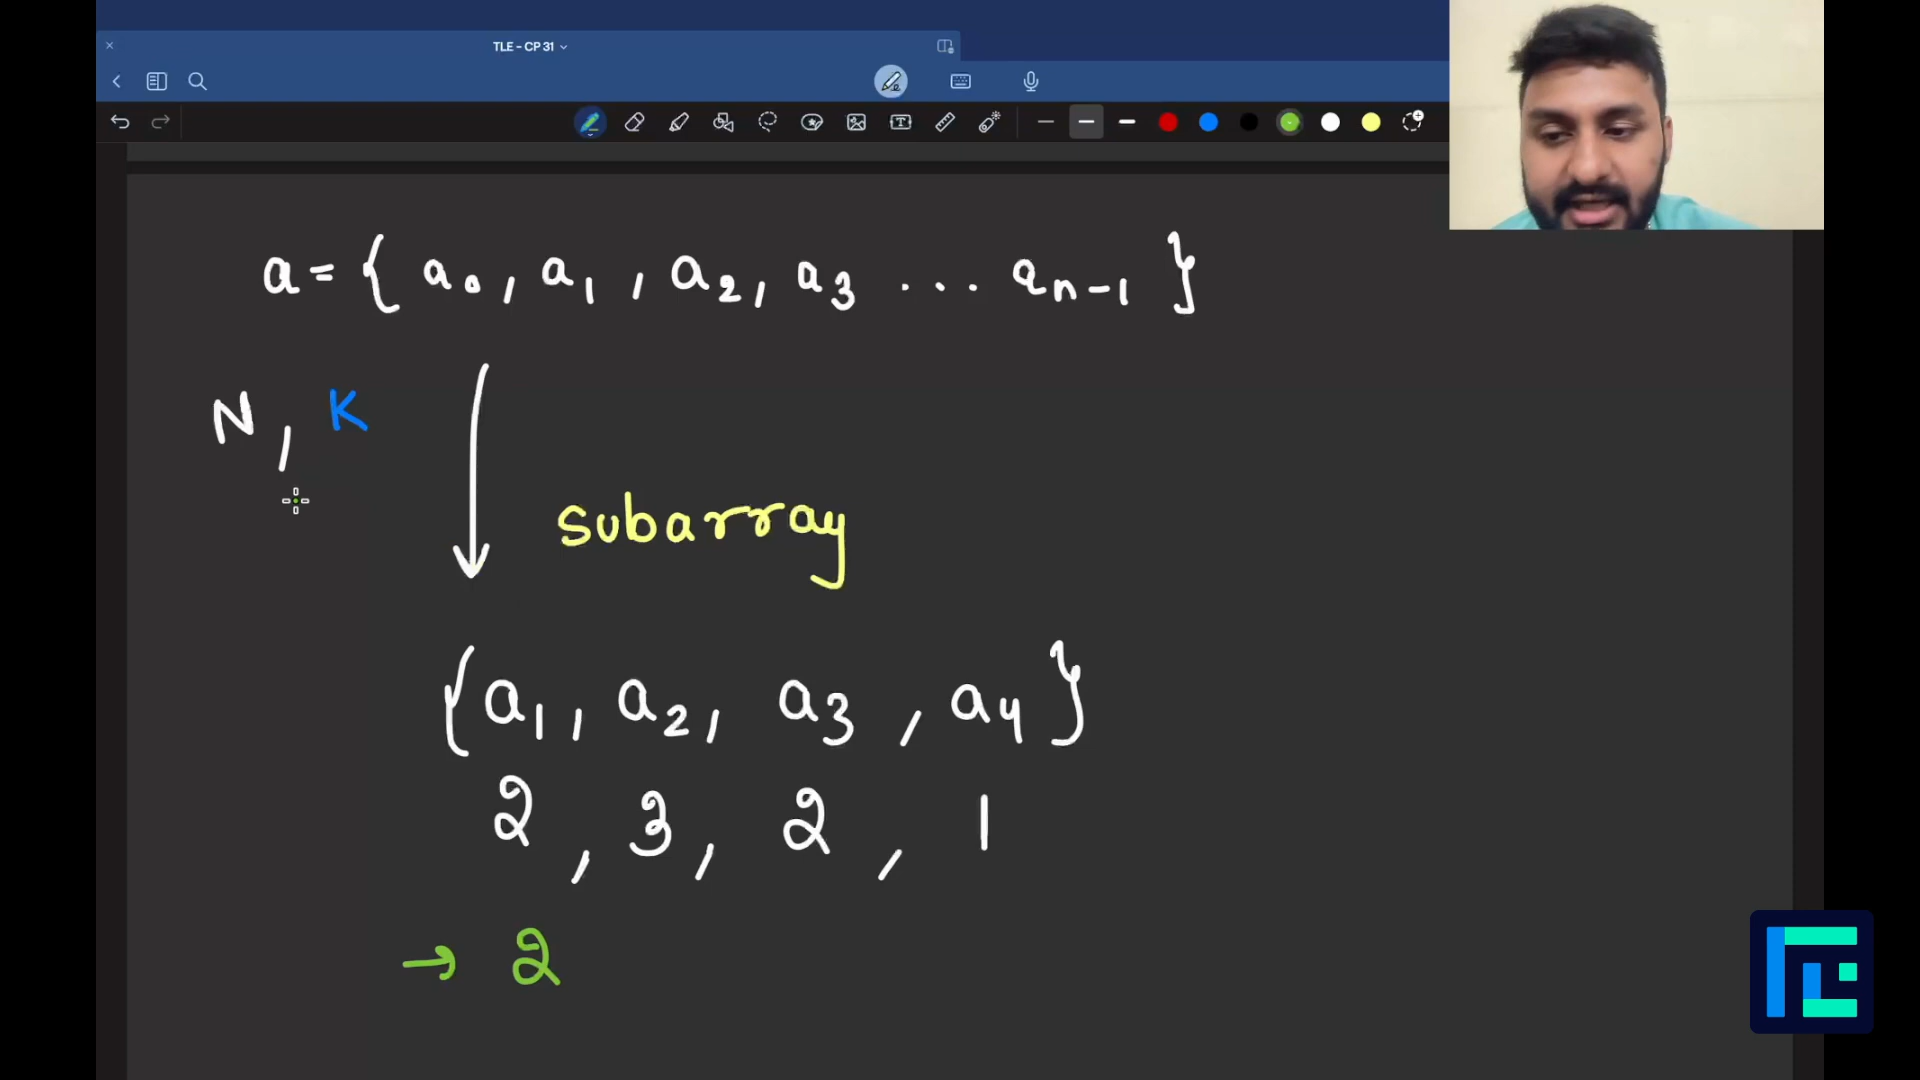 TLE - CP 31
a = { a₀, a₁, a₂, a₃ ... aₙ₋₁ }
N, K
subarray
{a₁, a₂, a₃, a₄}
2, 3, 2, 1
→ 2